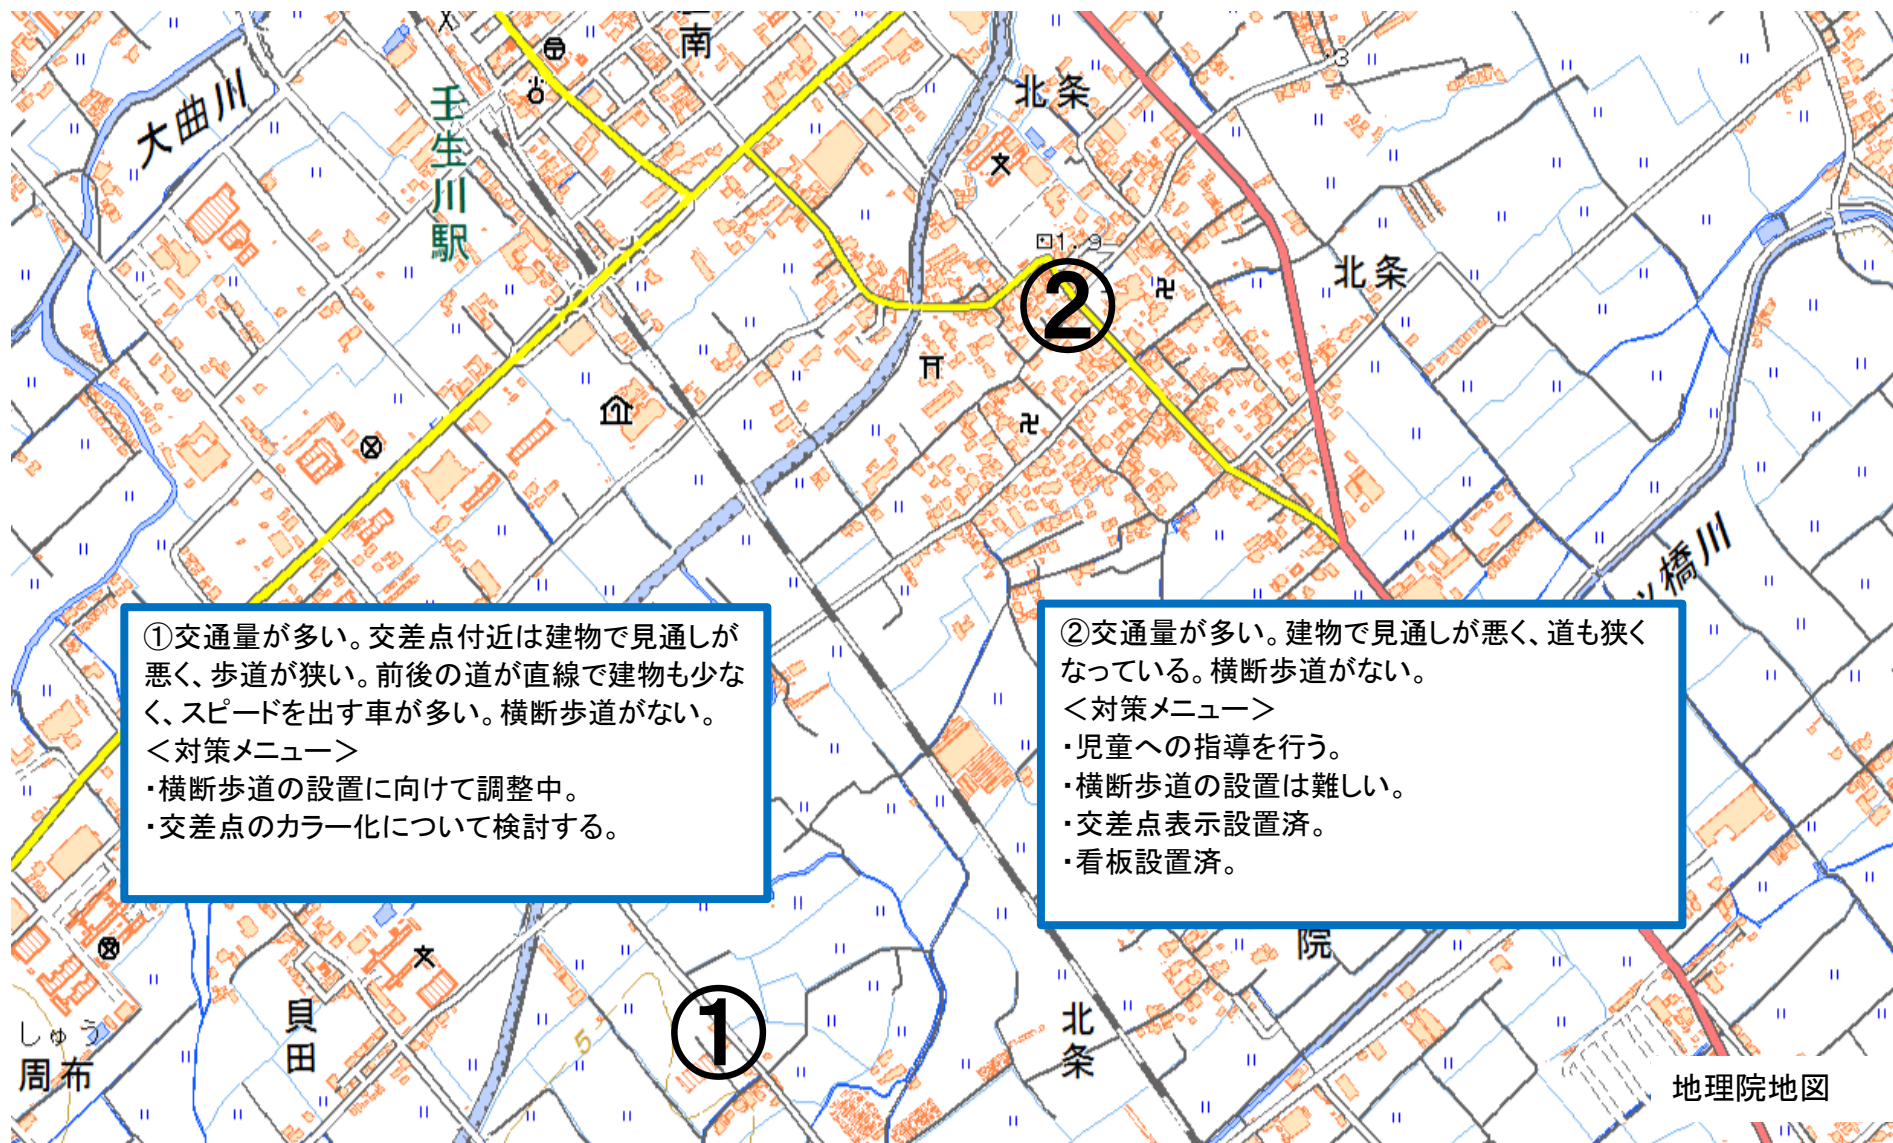 南
北条
3
大曲川
壬生川駅
1.9
北条
②
橋川
①交通量が多い。交差点付近は建物で見通しが
悪く、歩道が狭い。前後の道が直線で建物も少な
く、スピードを出す車が多い。横断歩道がない。
＜対策メニュー＞
・横断歩道の設置に向けて調整中。
・交差点のカラー化について検討する。
②交通量が多い。建物で見通しが悪く、道も狭く
なっている。横断歩道がない。
＜対策メニュー＞
・児童への指導を行う。
・横断歩道の設置は難しい。
・交差点表示設置済。
・看板設置済。
院
貝田
しゅう
周布
5
①
北条
地理院地図